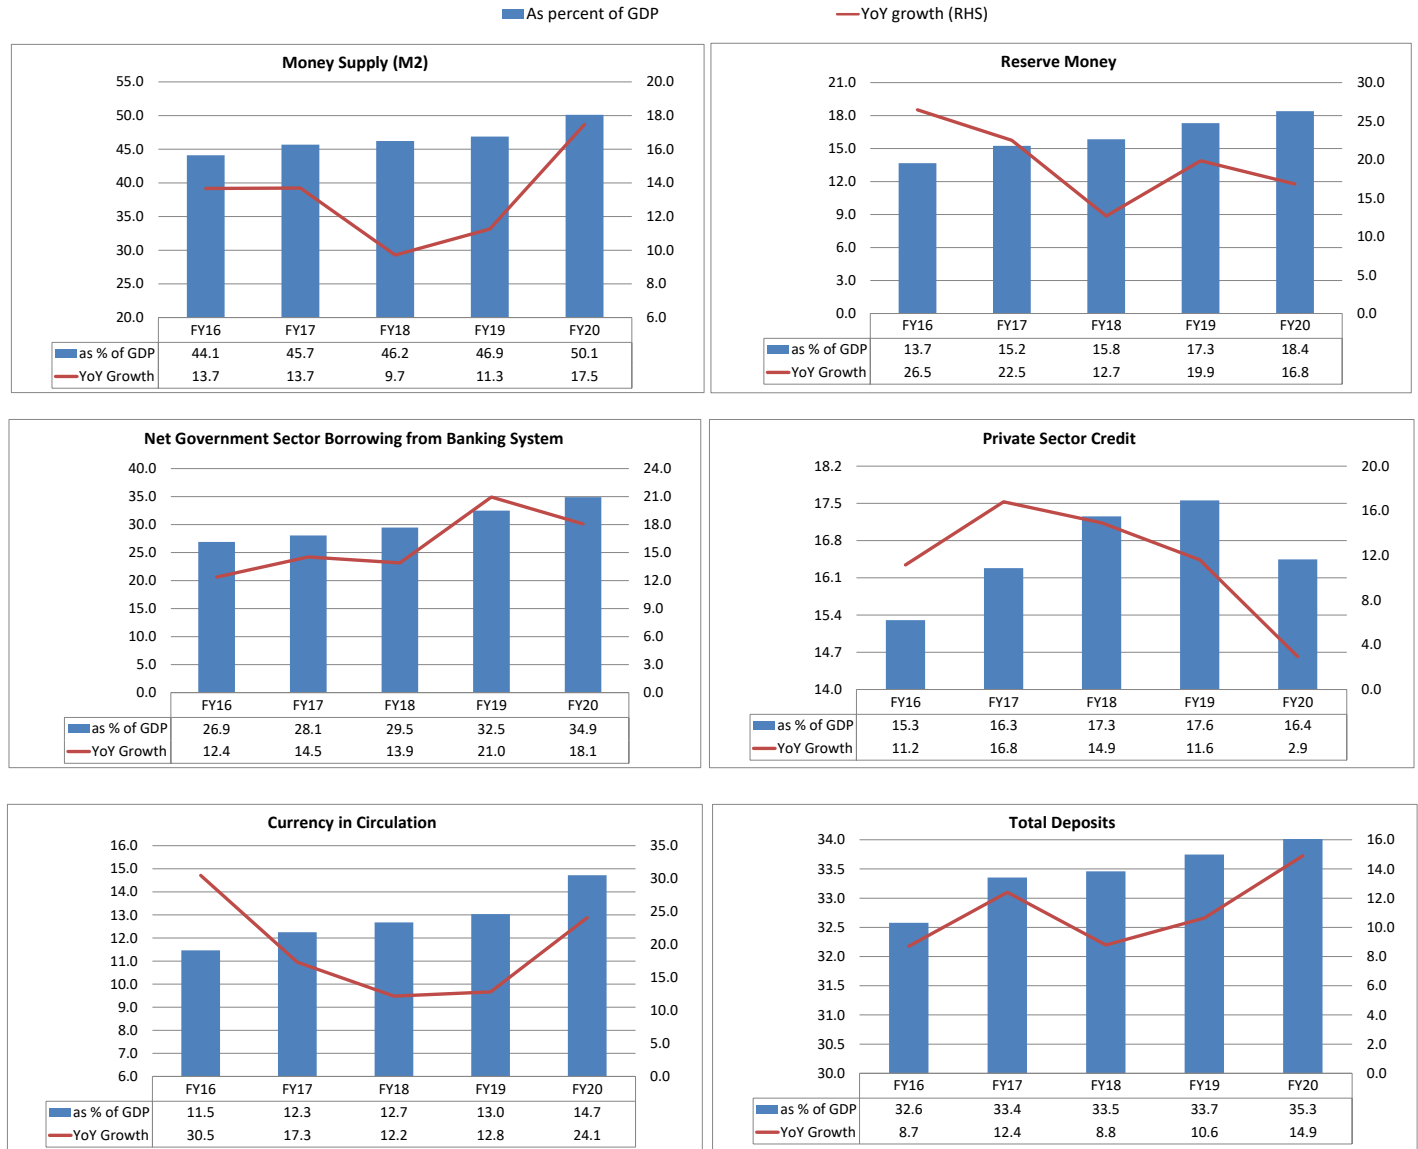 As percent of GDP YoY growth (RHS)
Money Supply (M2)
55.0 20.0
50.0 18.0
45.0 16.0
40.0 14.0
35.0 12.0
30.0 10.0
25.0 8.0
20.0 6.0
FY16 FY17 FY18 FY19 FY20
as % of GDP 44.1 45.7 46.2 46.9 50.1
YoY Growth 13.7 13.7 9.7 11.3 17.5
Reserve Money
21.0 30.0
18.0 25.0
15.0 20.0
12.0 15.0
9.0 10.0
6.0 5.0
3.0 0.0
0.0
FY16 FY17 FY18 FY19 FY20
as % of GDP 13.7 15.2 15.8 17.3 18.4
YoY Growth 26.5 22.5 12.7 19.9 16.8
Net Government Sector Borrowing from Banking System
40.0 24.0
35.0 21.0
30.0 18.0
25.0 15.0
20.0 12.0
15.0 9.0
10.0 6.0
5.0 3.0
0.0 0.0
FY16 FY17 FY18 FY19 FY20
as % of GDP 26.9 28.1 29.5 32.5 34.9
YoY Growth 12.4 14.5 13.9 21.0 18.1
Private Sector Credit
18.2 20.0
17.5 16.0
16.8 12.0
16.1 8.0
15.4 4.0
14.7 0.0
14.0
FY16 FY17 FY18 FY19 FY20
as % of GDP 15.3 16.3 17.3 17.6 16.4
YoY Growth 11.2 16.8 14.9 11.6 2.9
Currency in Circulation
16.0 35.0
15.0 30.0
14.0 25.0
13.0 20.0
12.0 15.0
11.0 10.0
10.0 5.0
9.0 0.0
8.0
7.0
6.0
FY16 FY17 FY18 FY19 FY20
as % of GDP 11.5 12.3 12.7 13.0 14.7
YoY Growth 30.5 17.3 12.2 12.8 24.1
Total Deposits
34.0 16.0
33.5 14.0
33.0 12.0
32.5 10.0
32.0 8.0
31.5 6.0
31.0 4.0
30.5 2.0
30.0 0.0
FY16 FY17 FY18 FY19 FY20
as % of GDP 32.6 33.4 33.5 33.7 35.3
YoY Growth 8.7 12.4 8.8 10.6 14.9